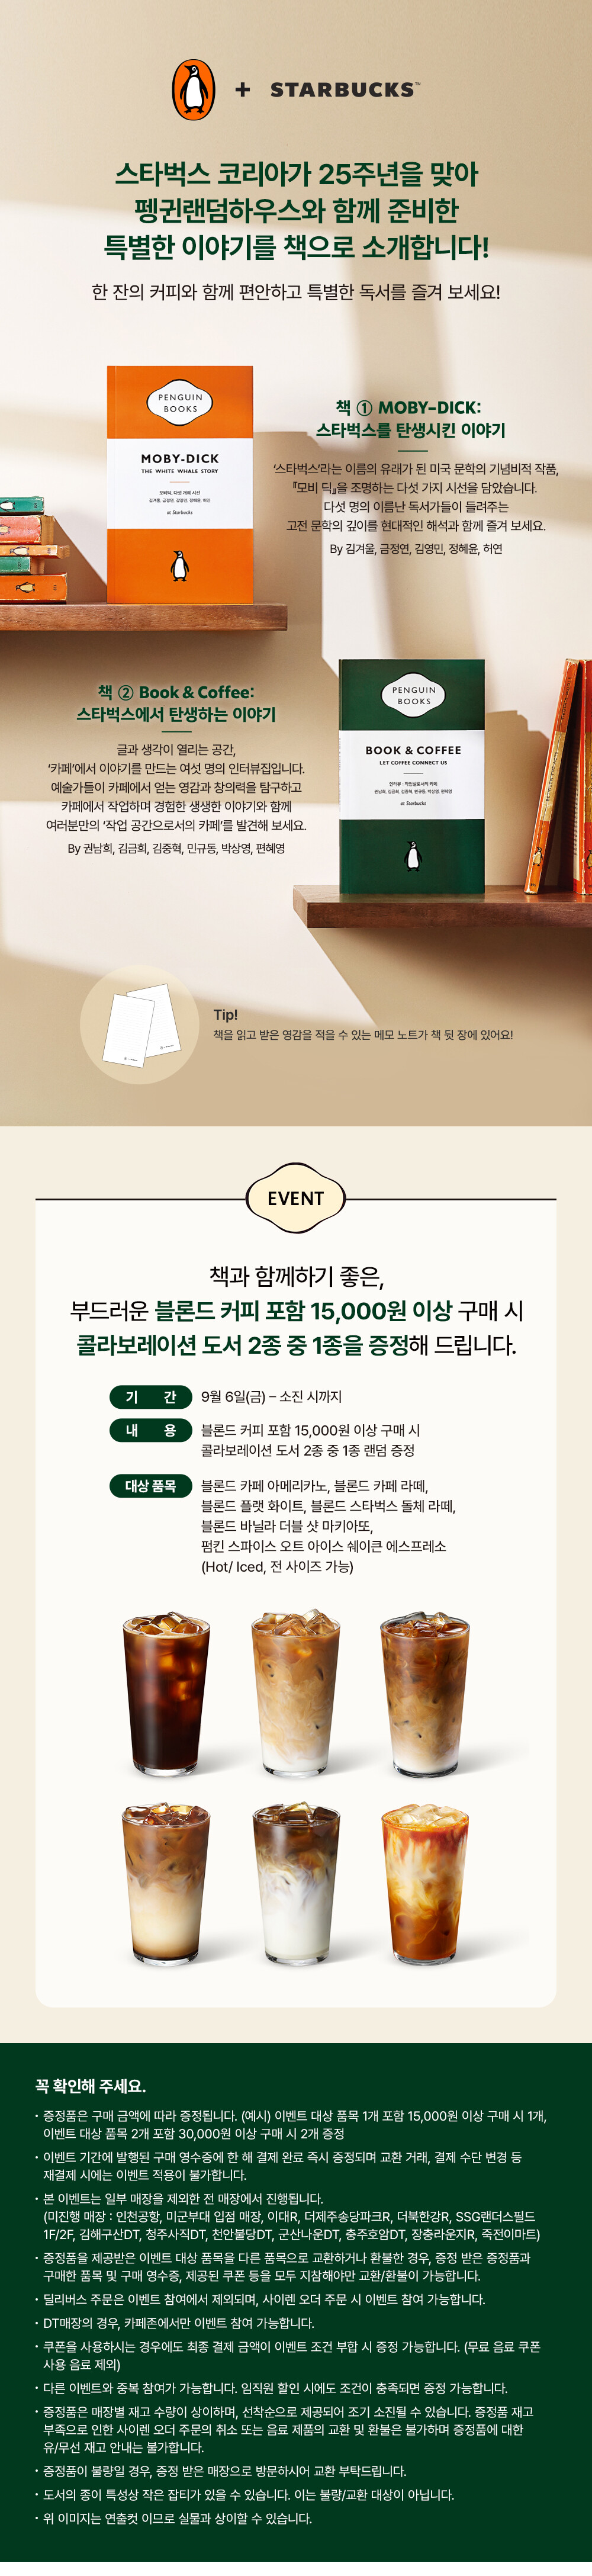 + STARBUCKS™
스타벅스 코리아가 25주년을 맞아
펭귄랜덤하우스와 함께 준비한
특별한 이야기를 책으로 소개합니다!
한 잔의 커피와 함께 편안하고 특별한 독서를 즐겨 보세요!
PENGUIN
BOOKS
MOBY-DICK
THE WHITE WHALE STORY
모비딕, 다섯 개의 시선
김겨울, 금정연, 김영민, 정혜윤, 허연
at Starbucks
책 ① MOBY-DICK:
스타벅스를 탄생시킨 이야기
‘스타벅스’라는 이름의 유래가 된 미국 문학의 기념비적 작품,
『모비 딕』을 조명하는 다섯 가지 시선을 담았습니다.
다섯 명의 이름난 독서가들이 들려주는
고전 문학의 깊이를 현대적인 해석과 함께 즐겨 보세요.
By 김겨울, 금정연, 김영민, 정혜윤, 허연
책 ② Book & Coffee:
스타벅스에서 탄생하는 이야기
글과 생각이 열리는 공간,
‘카페’에서 이야기를 만드는 여섯 명의 인터뷰집입니다.
예술가들이 카페에서 얻는 영감과 창의력을 탐구하고
카페에서 작업하며 경험한 생생한 이야기와 함께
여러분만의 ‘작업 공간으로서의 카페’를 발견해 보세요.
By 권남희, 김금희, 김중혁, 민규동, 박상영, 편혜영
PENGUIN
BOOKS
BOOK & COFFEE
LET COFFEE CONNECT US
인터뷰 : 작업실로서의 카페
권남희, 김금희, 김중혁, 민규동, 박상영, 편혜영
at Starbucks
Tip!
책을 읽고 받은 영감을 적을 수 있는 메모 노트가 책 뒷 장에 있어요!
EVENT
책과 함께하기 좋은,
부드러운 블론드 커피 포함 15,000원 이상 구매 시
콜라보레이션 도서 2종 중 1종을 증정해 드립니다.
기 간
9월 6일(금) – 소진 시까지
내 용
블론드 커피 포함 15,000원 이상 구매 시
콜라보레이션 도서 2종 중 1종 랜덤 증정
대상 품목
블론드 카페 아메리카노, 블론드 카페 라떼,
블론드 플랫 화이트, 블론드 스타벅스 돌체 라떼,
블론드 바닐라 더블 샷 마키아또,
펌킨 스파이스 오트 아이스 쉐이큰 에스프레소
(Hot/ Iced, 전 사이즈 가능)
꼭 확인해 주세요.
• 증정품은 구매 금액에 따라 증정됩니다. (예시) 이벤트 대상 품목 1개 포함 15,000원 이상 구매 시 1개,
이벤트 대상 품목 2개 포함 30,000원 이상 구매 시 2개 증정
• 이벤트 기간에 발행된 구매 영수증에 한 해 결제 완료 즉시 증정되며 교환 거래, 결제 수단 변경 등
재결제 시에는 이벤트 적용이 불가합니다.
• 본 이벤트는 일부 매장을 제외한 전 매장에서 진행됩니다.
(미진행 매장 : 인천공항, 미군부대 입점 매장, 이대R, 더제주송당파크R, 더북한강R, SSG랜더스필드
1F/2F, 김해구산DT, 청주사직DT, 천안불당DT, 군산나운DT, 충주호암DT, 장충라운지R, 죽전이마트)
• 증정품을 제공받은 이벤트 대상 품목을 다른 품목으로 교환하거나 환불한 경우, 증정 받은 증정품과
구매한 품목 및 구매 영수증, 제공된 쿠폰 등을 모두 지참해야만 교환/환불이 가능합니다.
• 딜리버스 주문은 이벤트 참여에서 제외되며, 사이렌 오더 주문 시 이벤트 참여 가능합니다.
• DT매장의 경우, 카페존에서만 이벤트 참여 가능합니다.
• 쿠폰을 사용하시는 경우에도 최종 결제 금액이 이벤트 조건 부합 시 증정 가능합니다. (무료 음료 쿠폰
사용 음료 제외)
• 다른 이벤트와 중복 참여가 가능합니다. 임직원 할인 시에도 조건이 충족되면 증정 가능합니다.
• 증정품은 매장별 재고 수량이 상이하며, 선착순으로 제공되어 조기 소진될 수 있습니다. 증정품 재고
부족으로 인한 사이렌 오더 주문의 취소 또는 음료 제품의 교환 및 환불은 불가하며 증정품에 대한
유/무선 재고 안내는 불가합니다.
• 증정품이 불량일 경우, 증정 받은 매장으로 방문하시어 교환 부탁드립니다.
• 도서의 종이 특성상 작은 잡티가 있을 수 있습니다. 이는 불량/교환 대상이 아닙니다.
• 위 이미지는 연출컷 이므로 실물과 상이할 수 있습니다.